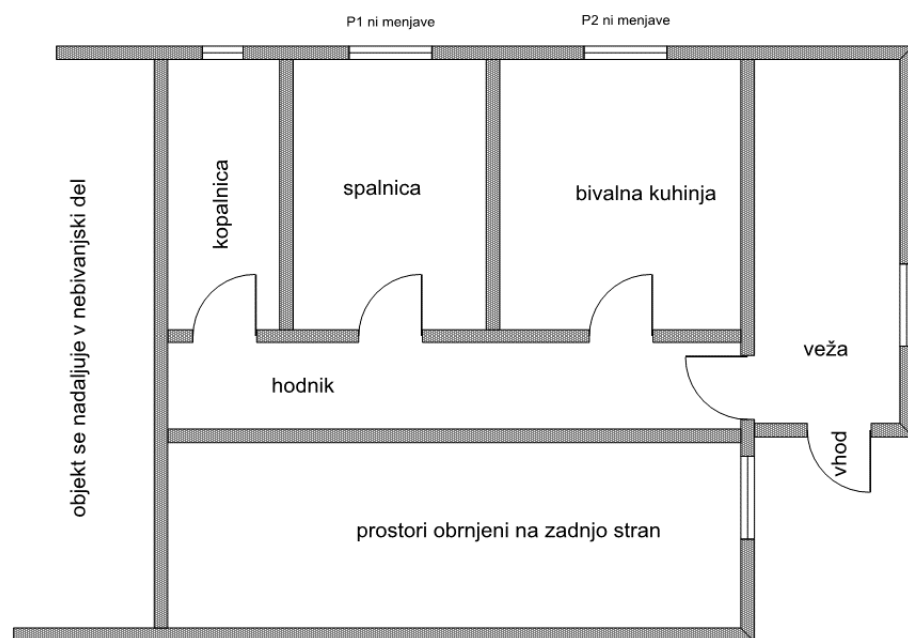 P1 ni menjave
P2 ni menjave
kopalnica
spalnica
bivalna kuhinja
objekt se nadaljuje v nebivanjski del
veža
hodnik
vhod
prostori obrnjeni na zadnjo stran